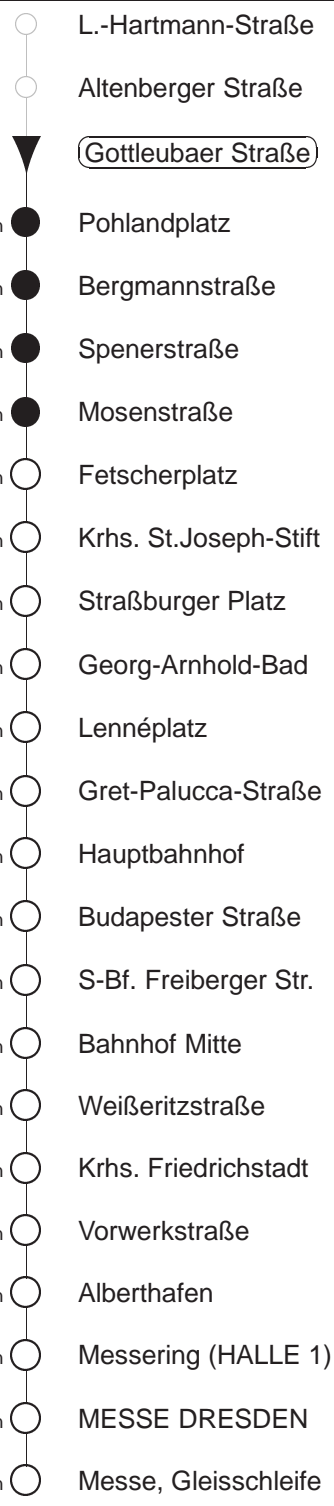 L.-Hartmann-Straße
Altenberger Straße
Gottleubaer Straße
Pohlandplatz
Bergmannstraße
Spenerstraße
Mosenstraße
Fetscherplatz
Krhs. St.Joseph-Stift
Straßburger Platz
Georg-Arnhold-Bad
Lennéplatz
Gret-Palucca-Straße
Hauptbahnhof
Budapester Straße
S-Bf. Freiberger Str.
Bahnhof Mitte
Weißeritzstraße
Krhs. Friedrichstadt
Vorwerkstraße
Alberthafen
Messering (HALLE 1)
MESSE DRESDEN
Messe, Gleisschleife